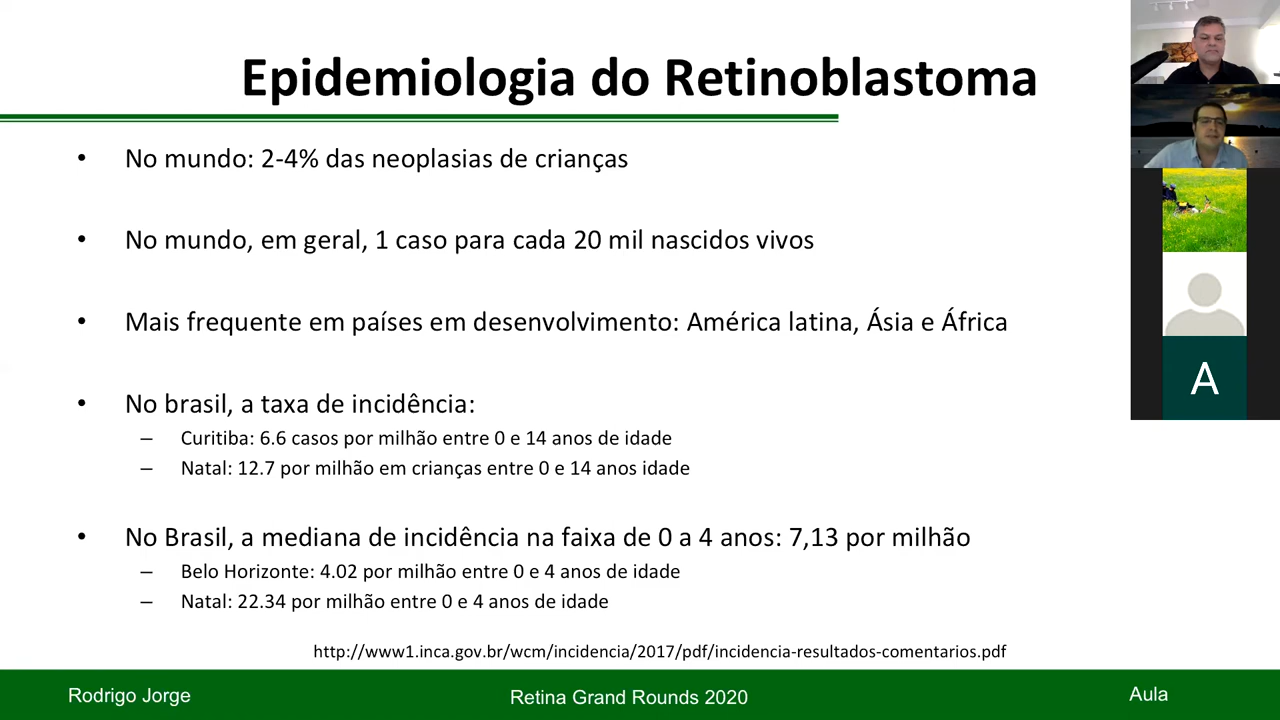 Epidemiologia do Retinoblastoma
• No mundo: 2-4% das neoplasias de crianças
• No mundo, em geral, 1 caso para cada 20 mil nascidos vivos
• Mais frequente em países em desenvolvimento: América latina, Ásia e África
• No brasil, a taxa de incidência:
– Curitiba: 6.6 casos por milhão entre 0 e 14 anos de idade
– Natal: 12.7 por milhão em crianças entre 0 e 14 anos idade
• No Brasil, a mediana de incidência na faixa de 0 a 4 anos: 7,13 por milhão
– Belo Horizonte: 4.02 por milhão entre 0 e 4 anos de idade
– Natal: 22.34 por milhão entre 0 e 4 anos de idade
http://www1.inca.gov.br/wcm/incidencia/2017/pdf/incidencia-resultados-comentarios.pdf
Rodrigo Jorge
Retina Grand Rounds 2020
Aula
A